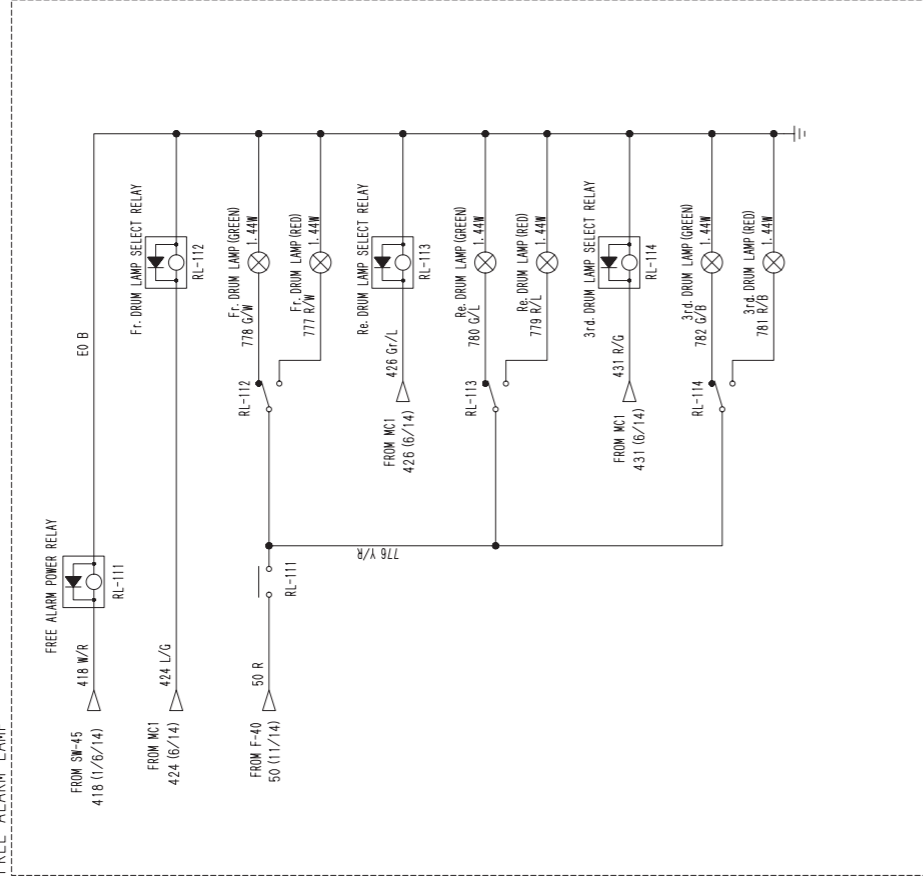 FREE ALARM LAMP
FREE ALARM POWER RELAY
FROM SW-45
418 (1/6/14)
418 W/R
RL-111
E0 B
FROM MC1
424 (6/14)
424 L/G
Fr. DRUM LAMP SELECT RELAY
RL-112
FROM F-40
50 (11/14)
50 R
RL-111
776 Y/R
RL-112
Fr. DRUM LAMP(GREEN)
778 G/W
1.44W
Fr. DRUM LAMP(RED)
777 R/W
1.44W
FROM MC1
426 (6/14)
426 Gr/L
Re. DRUM LAMP SELECT RELAY
RL-113
RL-113
Re. DRUM LAMP(GREEN)
780 G/L
1.44W
Re. DRUM LAMP(RED)
779 R/L
1.44W
FROM MC1
431 (6/14)
431 R/G
3rd. DRUM LAMP SELECT RELAY
RL-114
RL-114
3rd. DRUM LAMP(GREEN)
782 G/B
1.44W
3rd. DRUM LAMP(RED)
781 R/B
1.44W